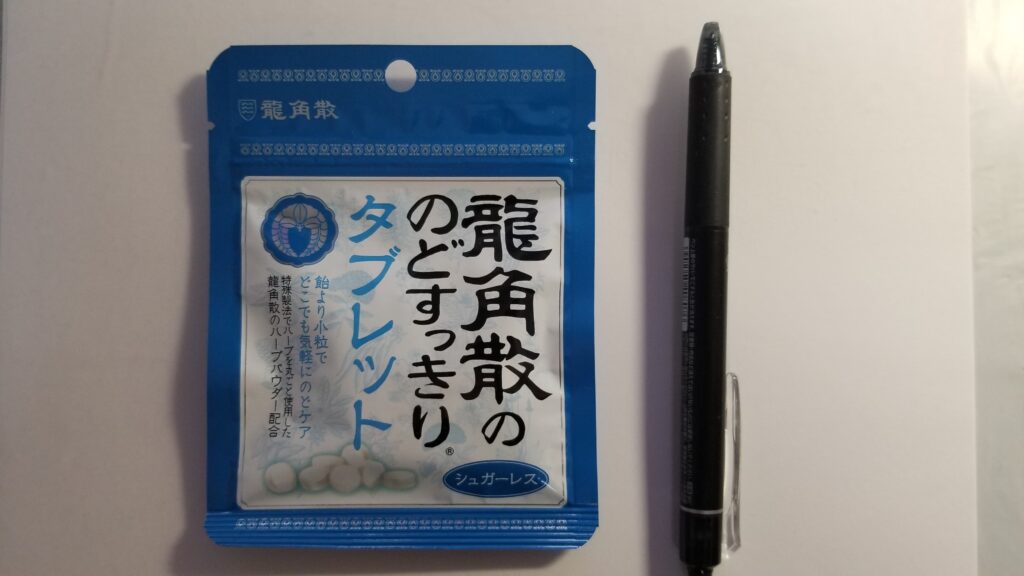 龍角散
龍角散の
のどすっきり®
タブレット
飴より小粒で
どこでも気軽にのどケア
特殊製法でハーブを丸ごと使用した
龍角散のハーブパウダー配合
シュガーレス